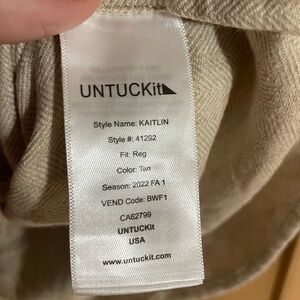 UNTUCKit
Style Name: KAITLIN
Style #: 41292
Fit: Reg
Color: Tan
Season: 2022 FA 1
VEND Code: BWF1
CA62799
UNTUCKit
USA
www.untuckit.com